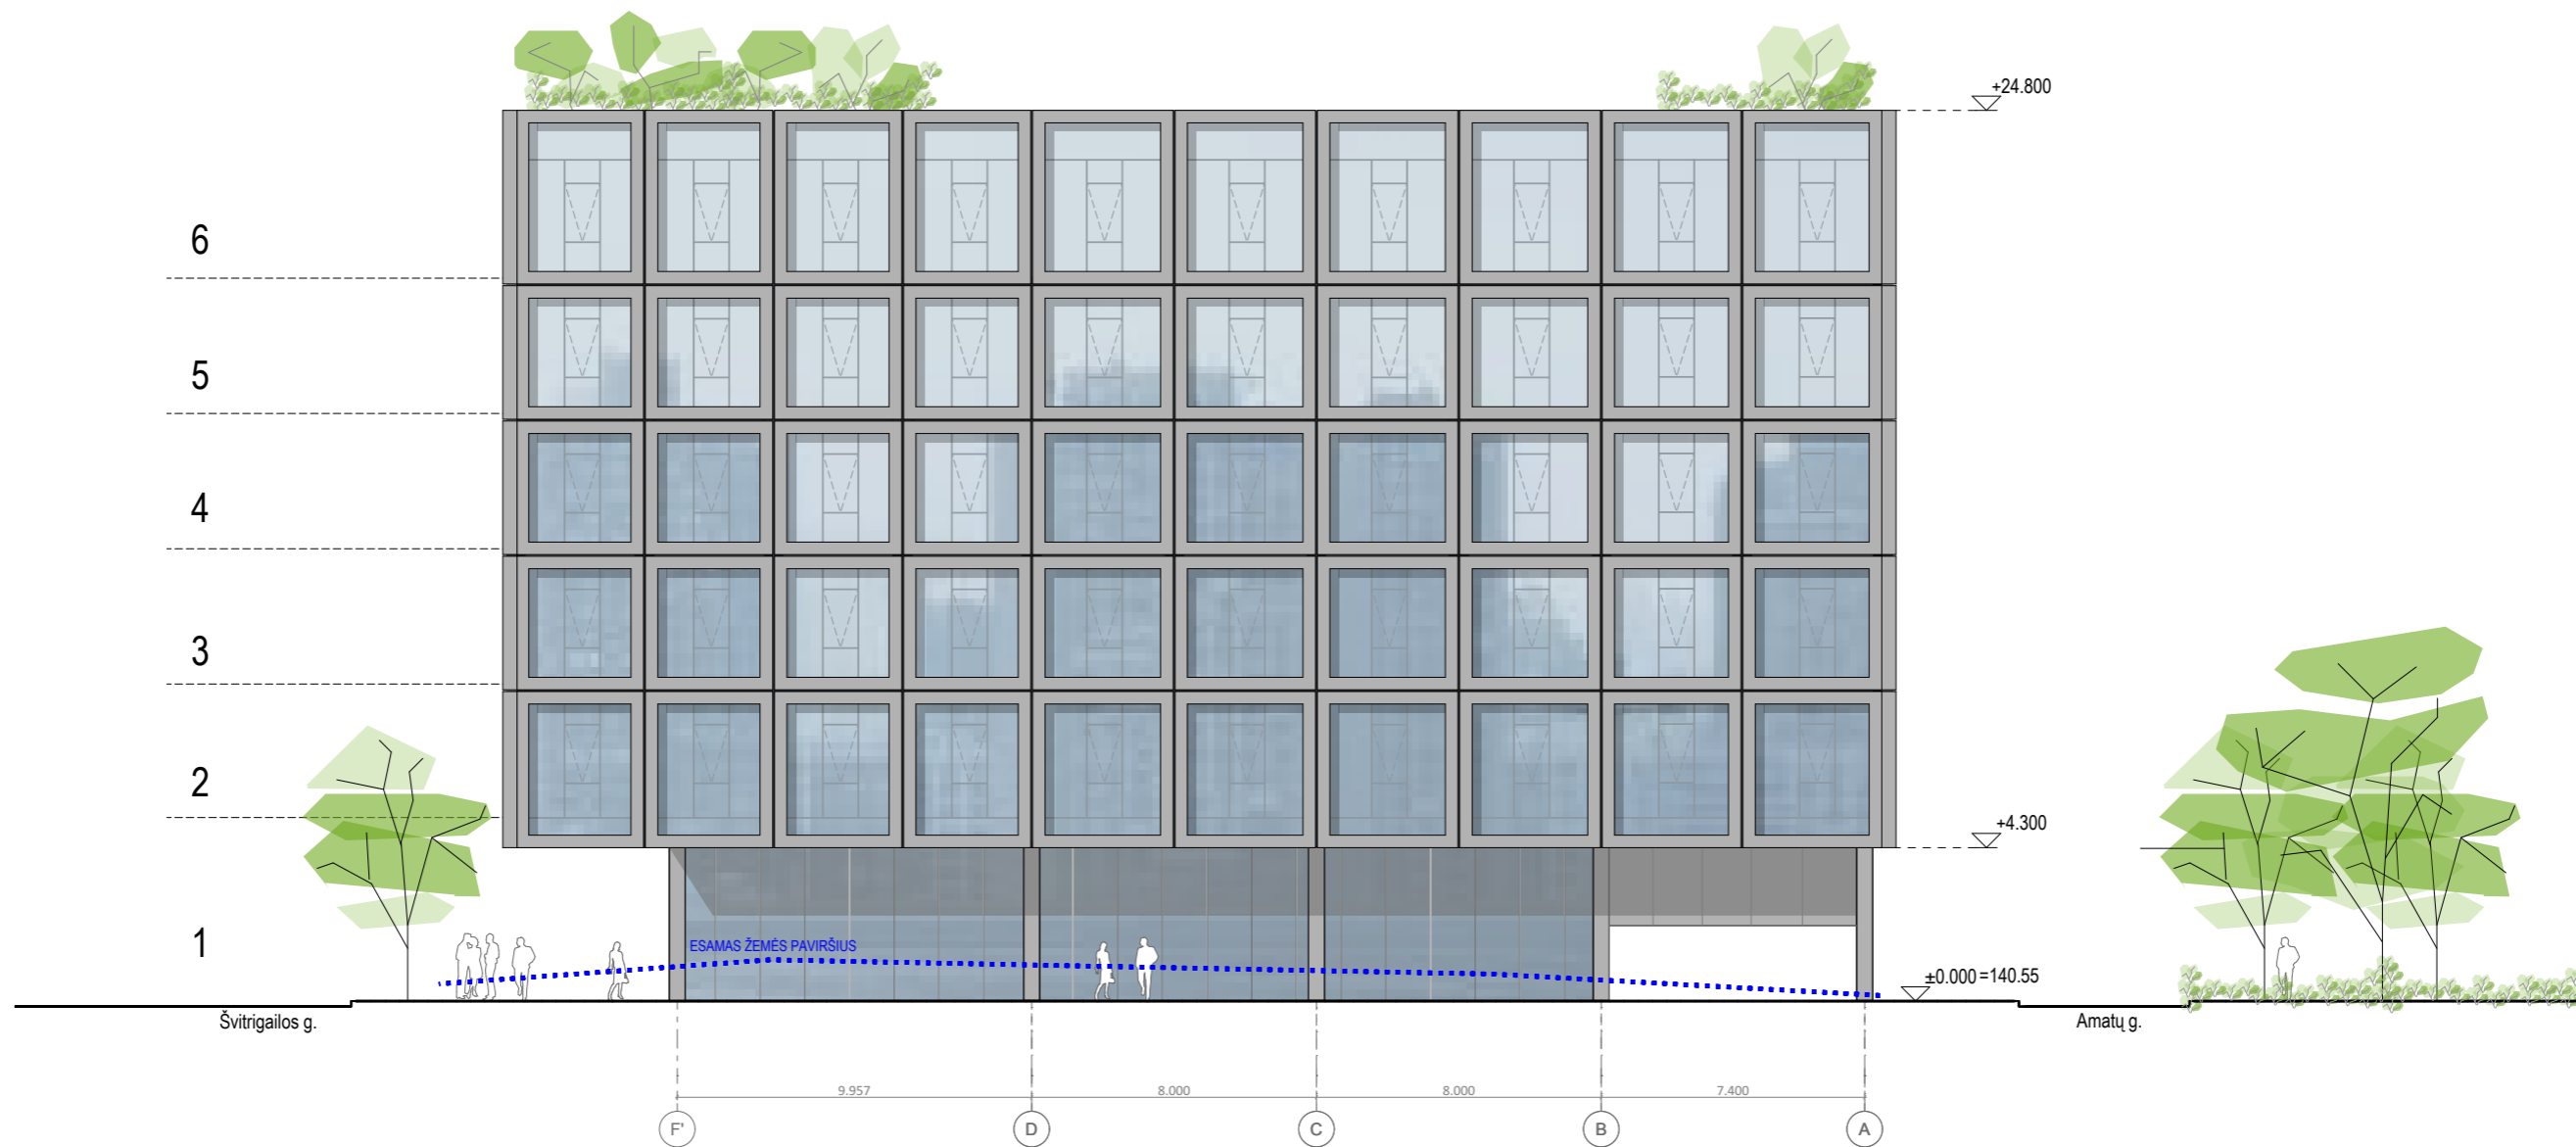 +24.800
6
5
4
3
2
+4.300
1
ESAMAS ŽEMĖS PAVIRŠIUS
±0.000=140.55
Švitrigailos g.
Amatų g.
9.957 8.000 8.000 7.400
F' D C B A